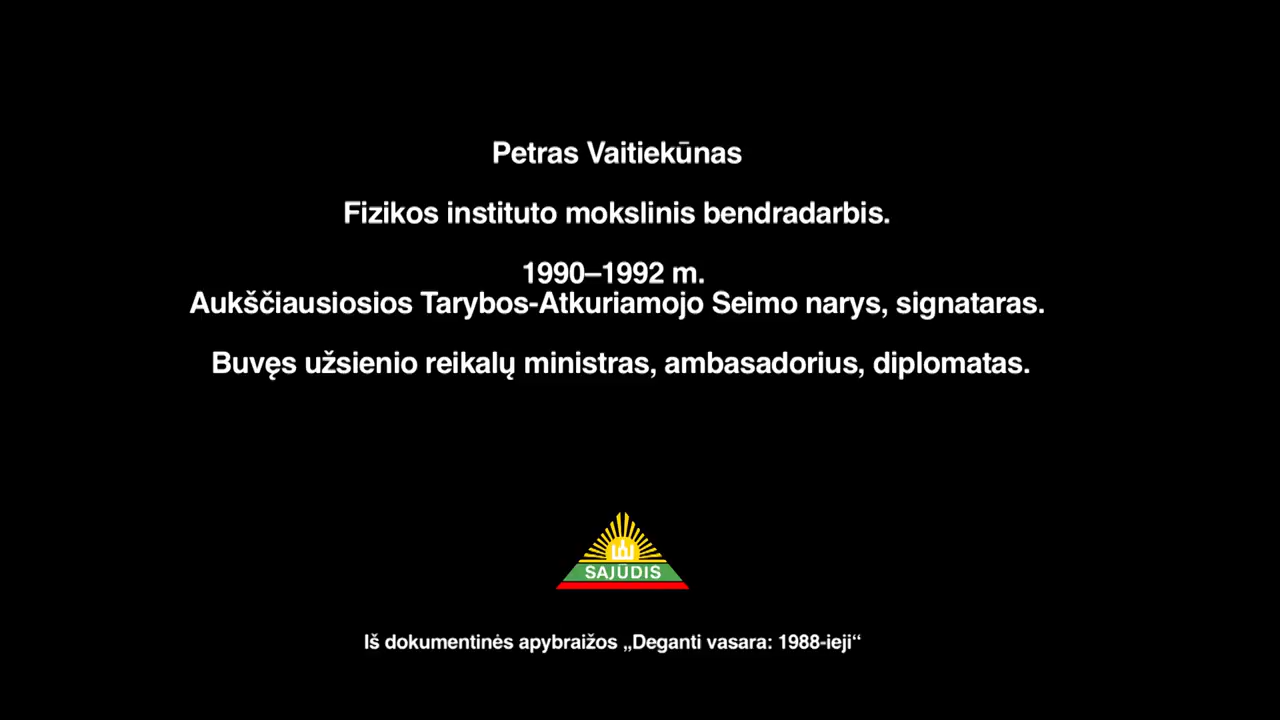 Petras Vaitiekūnas
Fizikos instituto mokslinis bendradarbis.
1990–1992 m.
Aukščiausiosios Tarybos-Atkuriamojo Seimo narys, signataras.
Buvęs užsienio reikalų ministras, ambasadorius, diplomatas.
SAJŪDIS
Iš dokumentinės apybraižos „Deganti vasara: 1988-ieji“